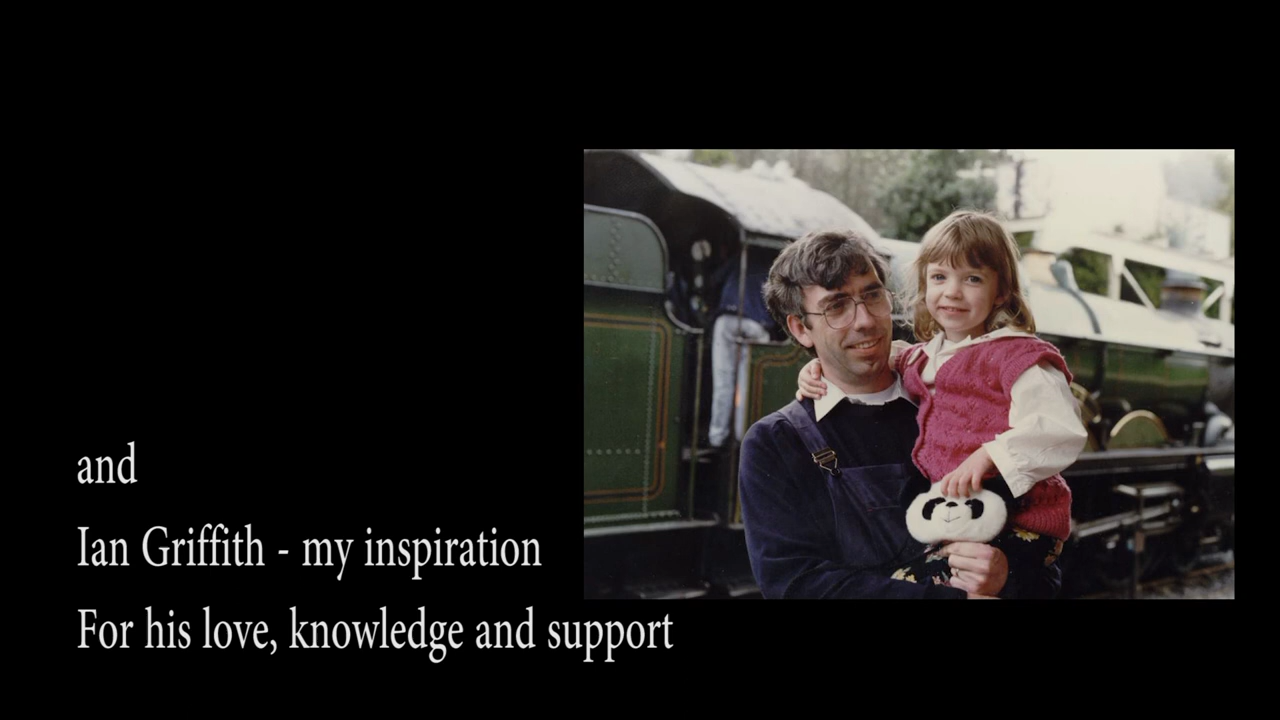 and
Ian Griffith - my inspiration
For his love, knowledge and support